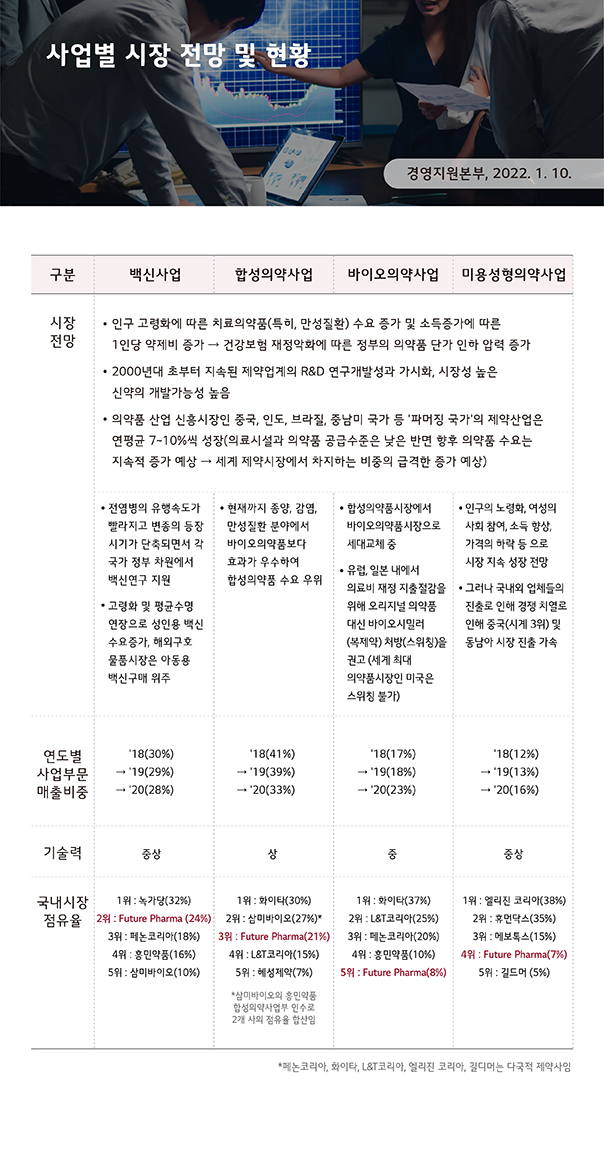 사업별 시장 전망 및 현황
경영지원본부, 2022. 1. 10.
구분 백신사업 합성의약사업 바이오의약사업 미용성형의약사업
시장
전망
• 인구 고령화에 따른 치료의약품(특히, 만성질환) 수요 증가 및 소득증가에 따른
1인당 약제비 증가 → 건강보험 재정악화에 따른 정부의 의약품 단가 인하 압력 증가
• 2000년대 초부터 지속된 제약업계의 R&D 연구개발성과 가시화, 시장성 높은
신약의 개발가능성 높음
• 의약품 산업 신흥시장인 중국, 인도, 브라질, 중남미 국가 등 '파머징 국가'의 제약산업은
연평균 7~10%씩 성장(의료시설과 의약품 공급수준은 낮은 반면 향후 의약품 수요는
지속적 증가 예상 → 세계 제약시장에서 차지하는 비중의 급격한 증가 예상)
• 전염병의 유행속도가
빨라지고 변종의 등장
시기가 단축되면서 각
국가 정부 차원에서
백신연구 지원
• 고령화 및 평균수명
연장으로 성인용 백신
수요증가, 해외구호
물품시장은 아동용
백신구매 위주
• 현재까지 종양, 감염,
만성질환 분야에서
바이오의약품보다
효과가 우수하여
합성의약품 수요 우위
• 합성의약품시장에서
바이오의약품시장으로
세대교체 중
• 유럽, 일본 내에서
의료비 재정 지출절감을
위해 오리지널 의약품
대신 바이오시밀러
(복제약) 처방(스위칭)을
권고 (세계 최대
의약품시장인 미국은
스위칭 불가)
• 인구의 노령화, 여성의
사회 참여, 소득 향상,
가격의 하락 등 으로
시장 지속 성장 전망
• 그러나 국내외 업체들의
진출로 인해 경쟁 치열로
인해 중국(시계 3위) 및
동남아 시장 진출 가속
연도별
사업부문
매출비중
'18(30%)
→ '19(29%)
→ '20(28%)
'18(41%)
→ '19(39%)
→ '20(33%)
'18(17%)
→ '19(18%)
→ '20(23%)
'18(12%)
→ '19(13%)
→ '20(16%)
기술력 중상 상 중 중상
국내시장
점유율
1위 : 녹가당(32%)
2위 : Future Pharma (24%)
3위 : 페논코리아(18%)
4위 : 흥민약품(16%)
5위 : 삼미바이오(10%)
1위 : 화이타(30%)
2위 : 삼미바이오(27%)*
3위 : Future Pharma(21%)
4위 : L&T코리아(15%)
5위 : 헤성제약(7%)
*삼미바이오의 흥민약품
합성의약사업부 인수로
2개 사의 점유율 합산임
1위 : 화이타(37%)
2위 : L&T코리아(25%)
3위 : 페논코리아(20%)
4위 : 흥민약품(10%)
5위 : Future Pharma(8%)
1위 : 엘리진 코리아(38%)
2위 : 휴먼닥스(35%)
3위 : 메보톡스(15%)
4위 : Future Pharma(7%)
5위 : 길드머 (5%)
*페논코리아, 화이타, L&T코리아, 엘리진 코리아, 길디머는 다국적 제약사임